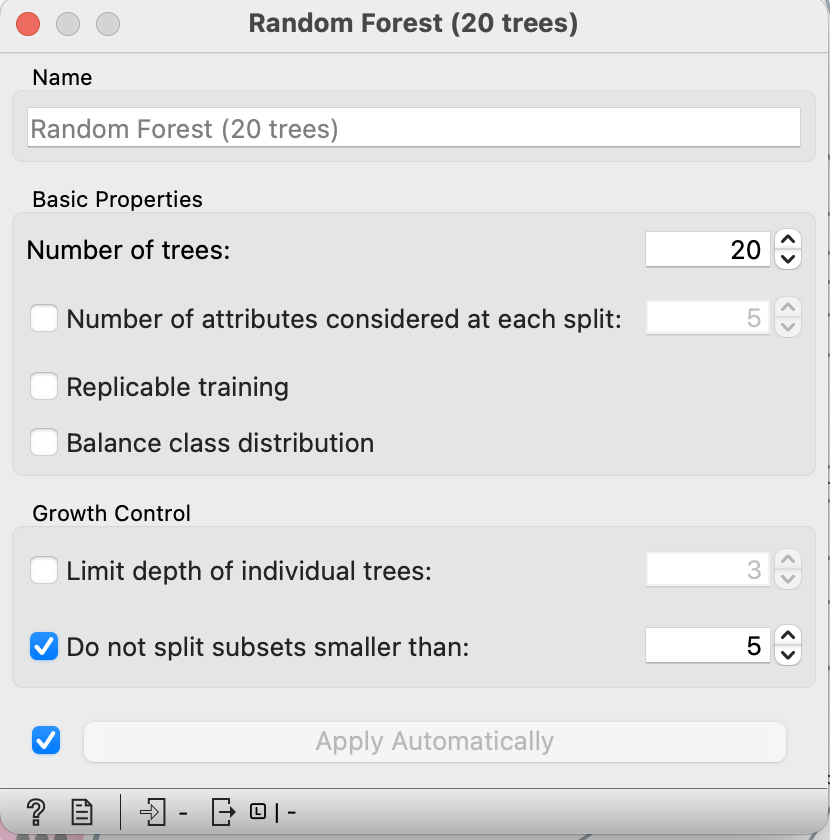 Random Forest (20 trees)
Name
Random Forest (20 trees)
Basic Properties
Number of trees: 20
Number of attributes considered at each split: 5
Replicable training
Balance class distribution
Growth Control
Limit depth of individual trees: 3
Do not split subsets smaller than: 5
Apply Automatically
? - L | -